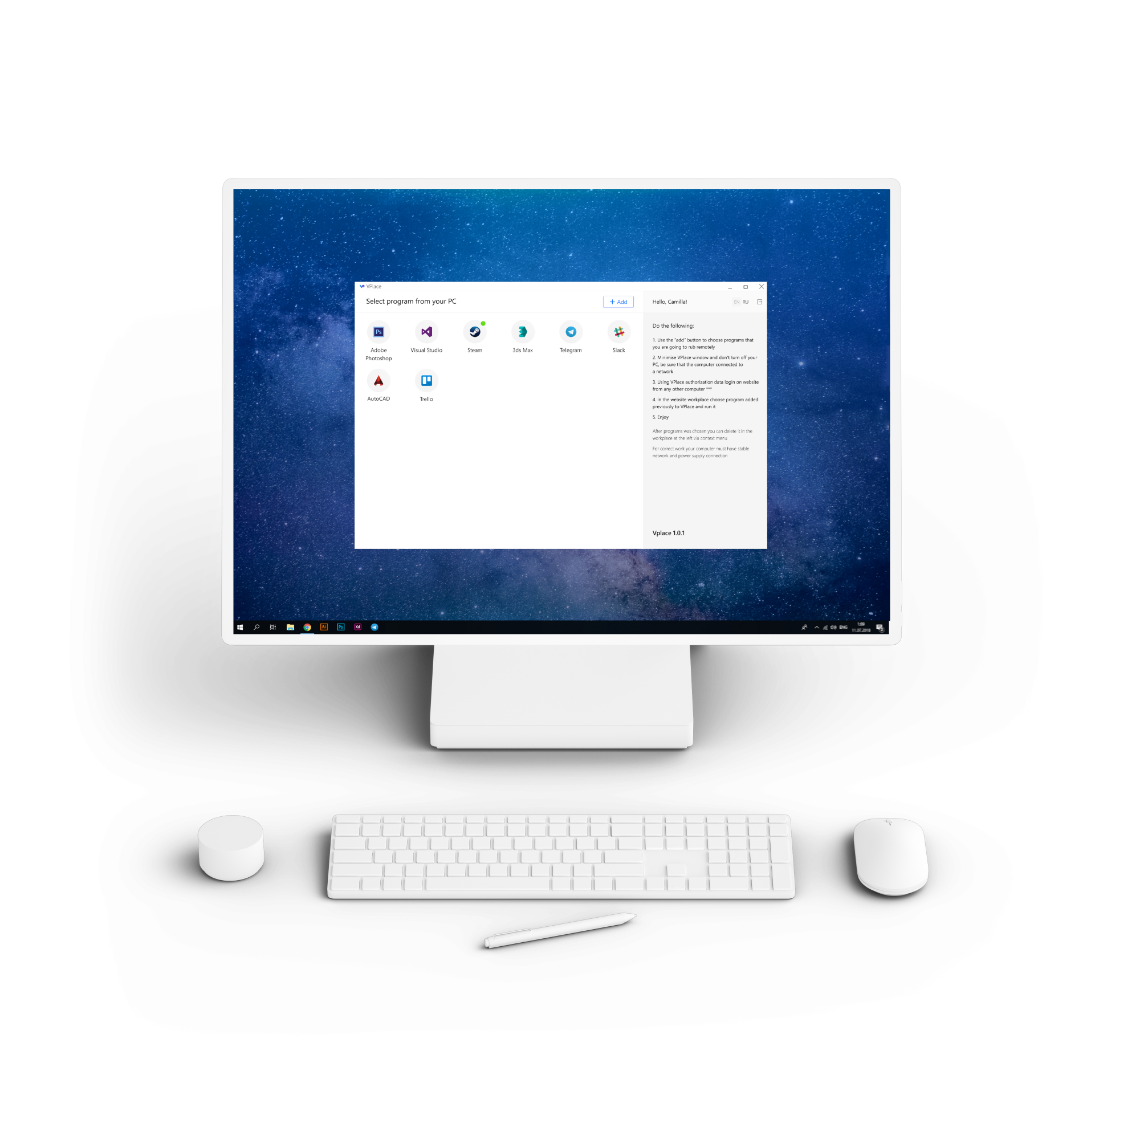 VPlace
Select program from your PC
+ Add
Hello, Camilla!
EN RU
Adobe
Photoshop
Visual Studio
Steam
3ds Max
Telegram
Slack
AutoCAD
Trello
Do the following:
1. Use the "add" button to choose programs that
you are going to run remotely
2. Minimise VPlace window and don't turn off your
PC, be sure that the computer connected to
a network
3. Using VPlace authorisation data login on website
from any other computer ***
4. In the website workplace choose program added
previously to VPlace and run it
5. Enjoy
After programs was chosen you can delete it in the
workplace at the left via context menu
For correct work your computer must have stable
network and power supply connection
Vplace 1.0.1
Ps
ENG